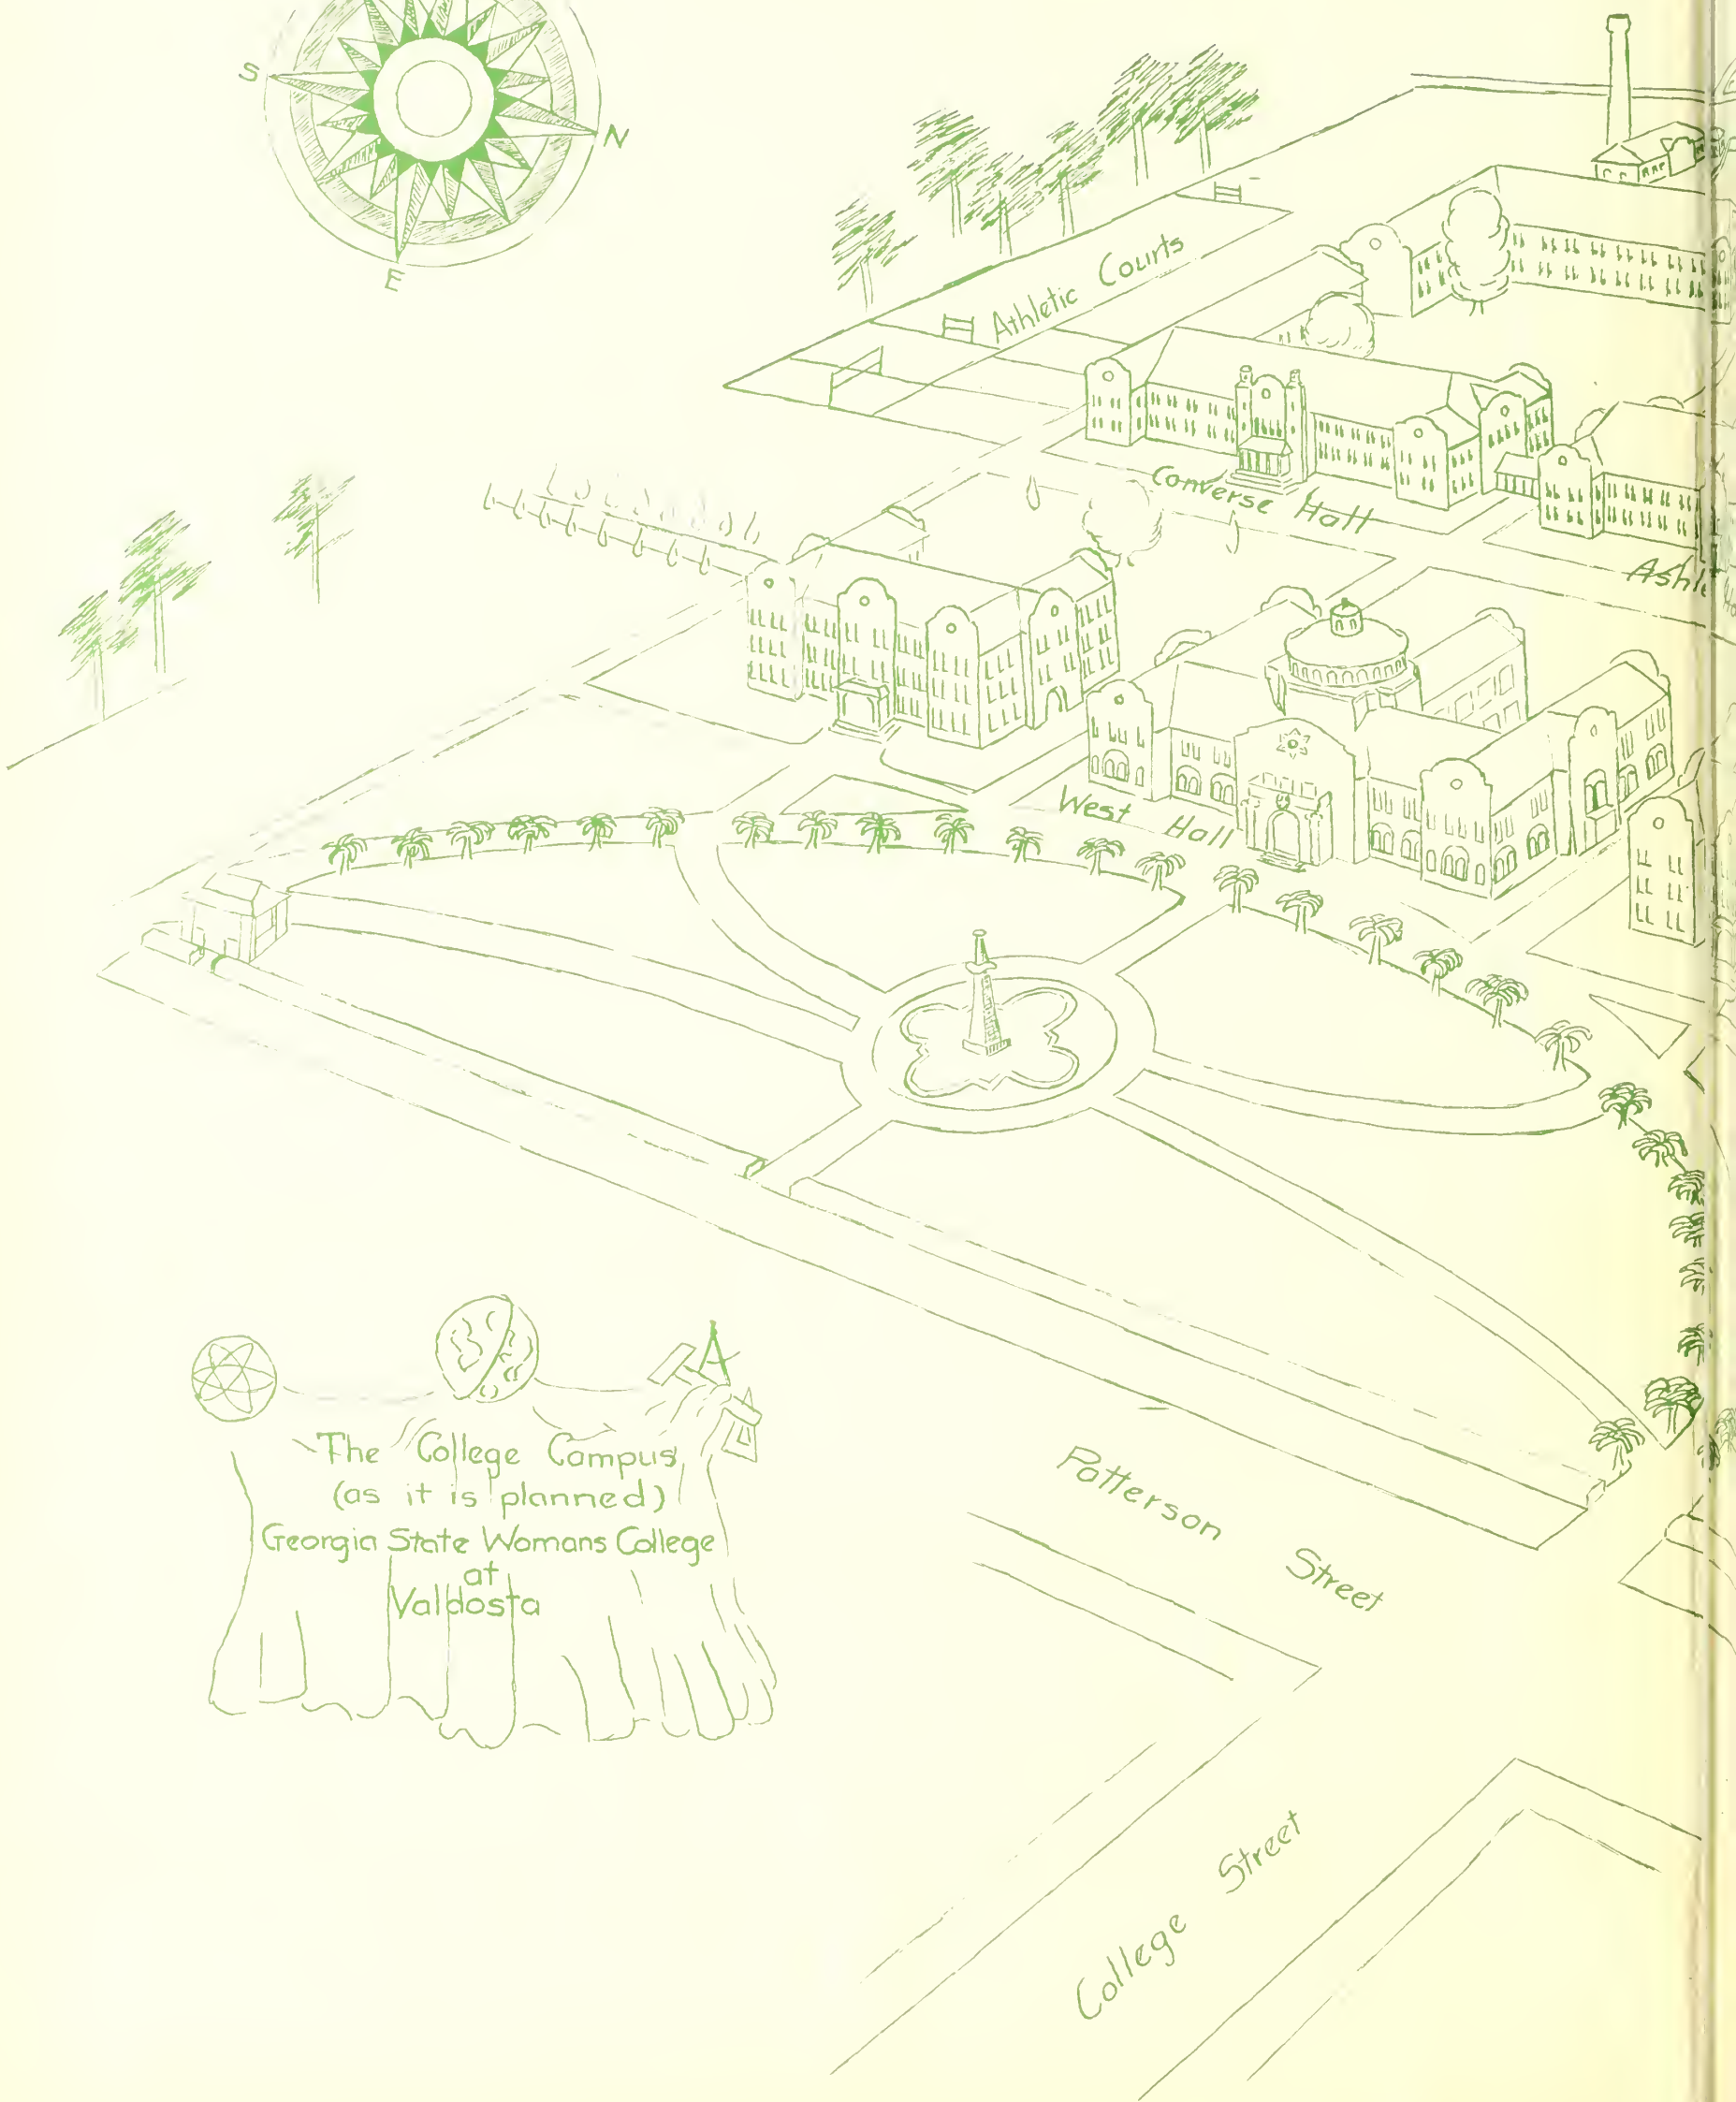 S
N
E
Athletic Courts
Converse Hall
West Hall
The College Campus
(as it is planned)
Georgia State Womans College
at
Valdosta
Patterson Street
College Street